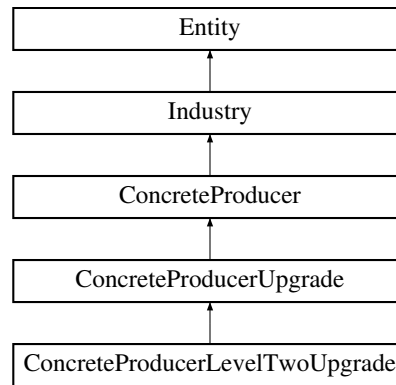 Entity
Industry
ConcreteProducer
ConcreteProducerUpgrade
ConcreteProducerLevelTwoUpgrade